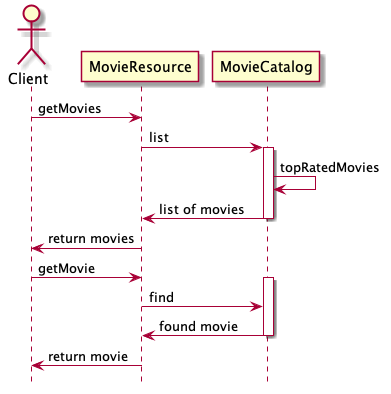 Client
MovieResource
MovieCatalog
getMovies
list
topRatedMovies
list of movies
return movies
getMovie
find
found movie
return movie